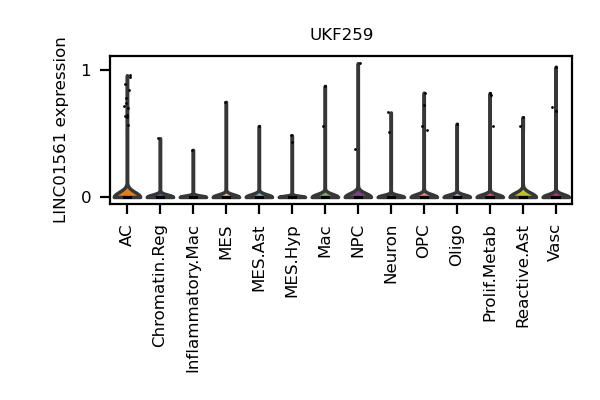 UKF259
LINC01561 expression
1
0
AC
Chromatin.Reg
Inflammatory.Mac
MES
MES.Ast
MES.Hyp
Mac
NPC
Neuron
OPC
Oligo
Prolif.Metab
Reactive.Ast
Vasc